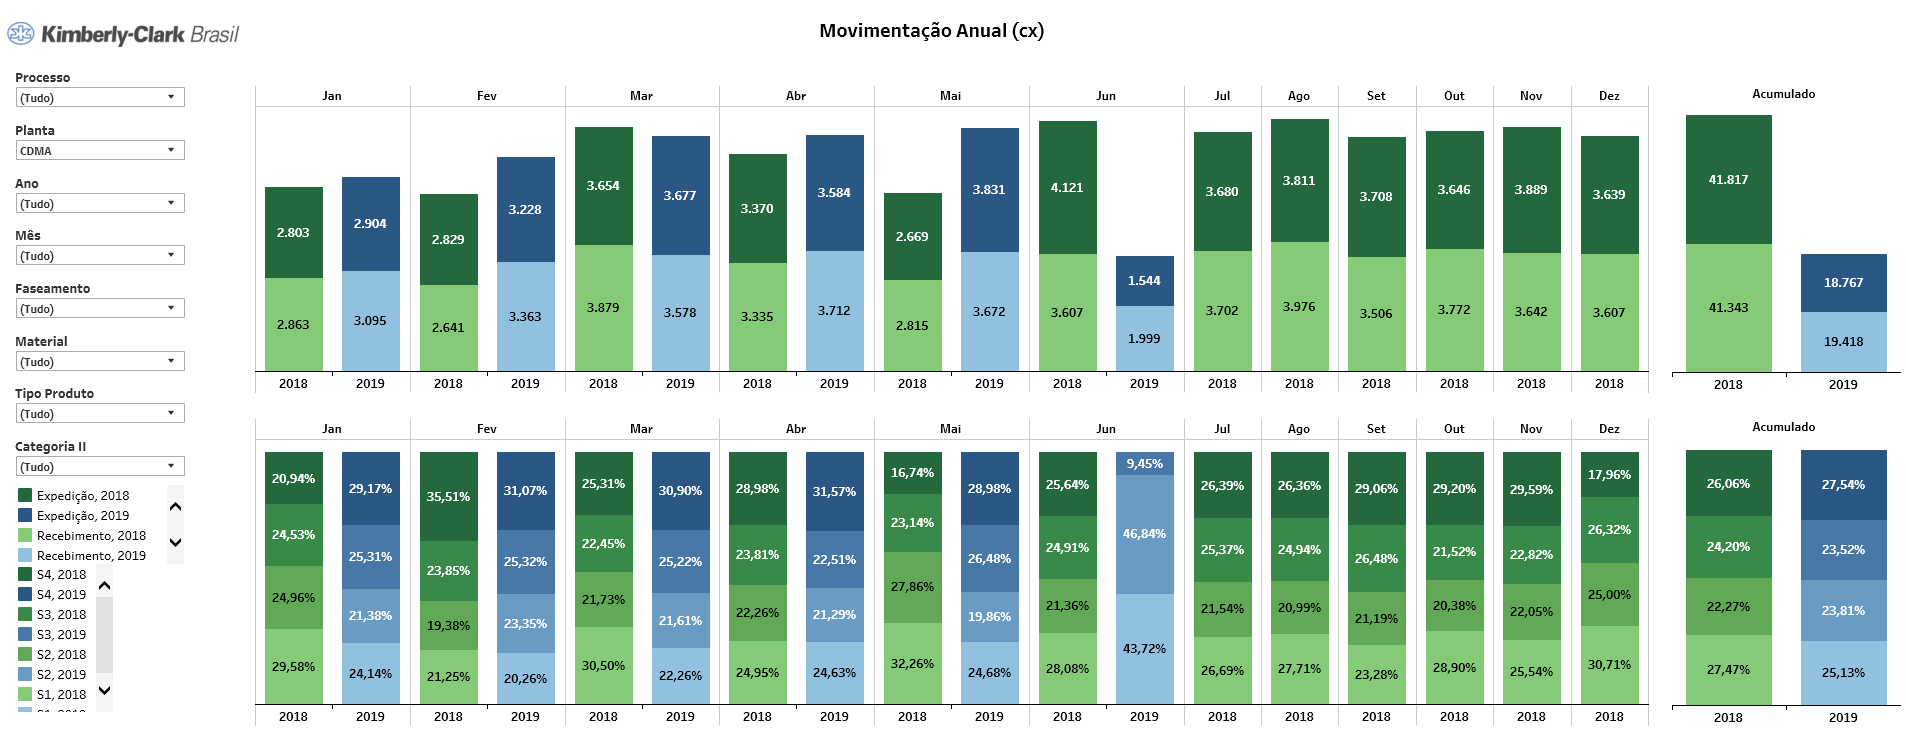 Kimberly-Clark Brasil
Movimentação Anual (cx)
Processo
(Tudo)
Planta
CDMA
Ano
(Tudo)
Mês
(Tudo)
Faseamento
(Tudo)
Material
(Tudo)
Tipo Produto
(Tudo)
Categoria II
(Tudo)
Expedição, 2018
Expedição, 2019
Recebimento, 2018
Recebimento, 2019
S4, 2018
S4, 2019
S3, 2018
S3, 2019
S2, 2018
S2, 2019
S1, 2018
S1, 2019
Jan Fev Mar Abr Mai Jun Jul Ago Set Out Nov Dez Acumulado
2.803 2.904 2.829 3.228 3.654 3.677 3.370 3.584 2.669 3.831 4.121 1.544 3.680 3.811 3.708 3.646 3.889 3.639 41.817 18.767
2.863 3.095 2.641 3.363 3.879 3.578 3.335 3.712 2.815 3.672 3.607 1.999 3.702 3.976 3.506 3.772 3.642 3.607 41.343 19.418
2018 2019 2018 2019 2018 2019 2018 2019 2018 2019 2018 2019 2018 2018 2018 2018 2018 2018 2018 2019
Jan Fev Mar Abr Mai Jun Jul Ago Set Out Nov Dez Acumulado
20,94% 29,17% 35,51% 31,07% 25,31% 30,90% 28,98% 31,57% 16,74% 28,98% 25,64% 9,45% 26,39% 26,36% 29,06% 29,20% 29,59% 17,96% 26,06% 27,54%
24,53% 25,31% 23,85% 25,32% 22,45% 25,22% 23,81% 22,51% 23,14% 26,48% 24,91% 46,84% 25,37% 24,94% 26,48% 21,52% 22,82% 26,32% 24,20% 23,52%
24,96% 21,38% 19,38% 23,35% 21,73% 21,61% 22,26% 21,29% 27,86% 19,86% 21,36% 43,72% 21,54% 20,99% 21,19% 20,38% 22,05% 25,00% 22,27% 23,81%
29,58% 24,14% 21,25% 20,26% 30,50% 22,26% 24,95% 24,63% 32,26% 24,68% 28,08% 26,69% 27,71% 23,28% 28,90% 25,54% 30,71% 27,47% 25,13%
2018 2019 2018 2019 2018 2019 2018 2019 2018 2019 2018 2019 2018 2018 2018 2018 2018 2018 2018 2019